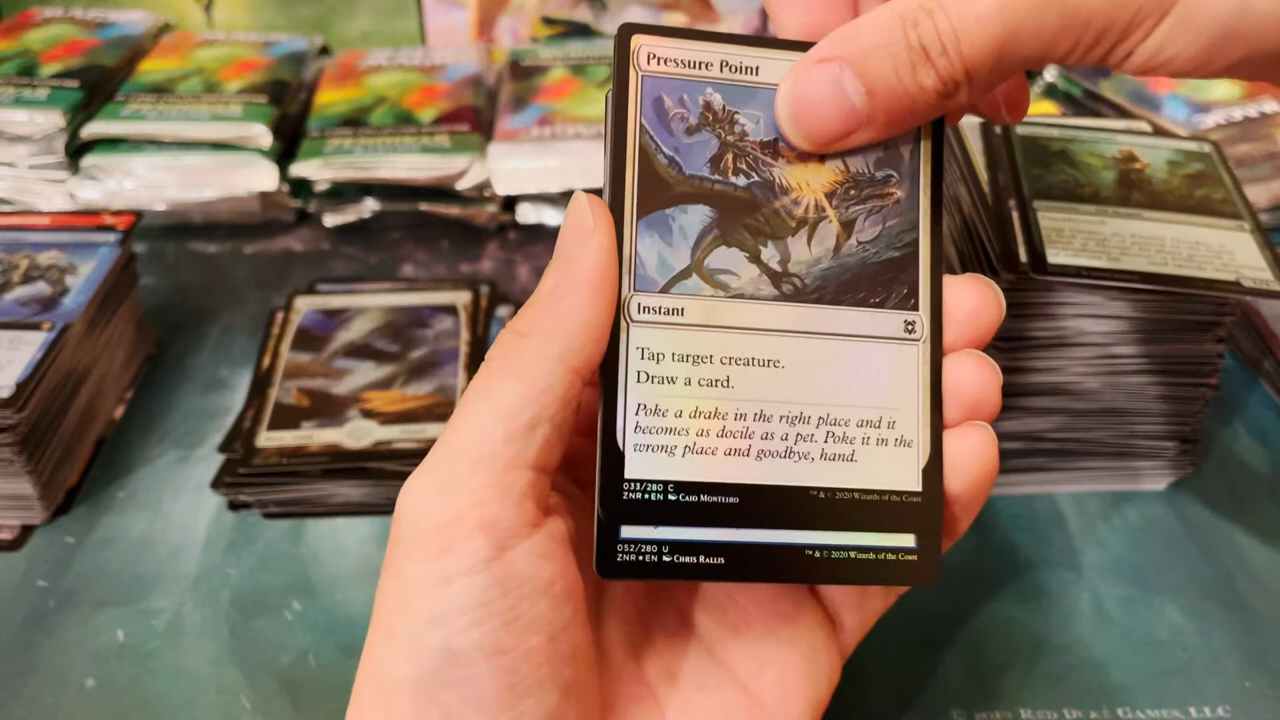 Pressure Point
Instant
Tap target creature.
Draw a card.
Poke a drake in the right place and it
becomes as docile as a pet. Poke it in the
wrong place and goodbye, hand.
033/280 C
ZNR★EN Caio Monteiro
™ & © 2020 Wizards of the Coast
052/280 U
ZNR★EN Chris Rallis
™ & © 2020 Wizards of the Coast
Red Duke Games, LLC